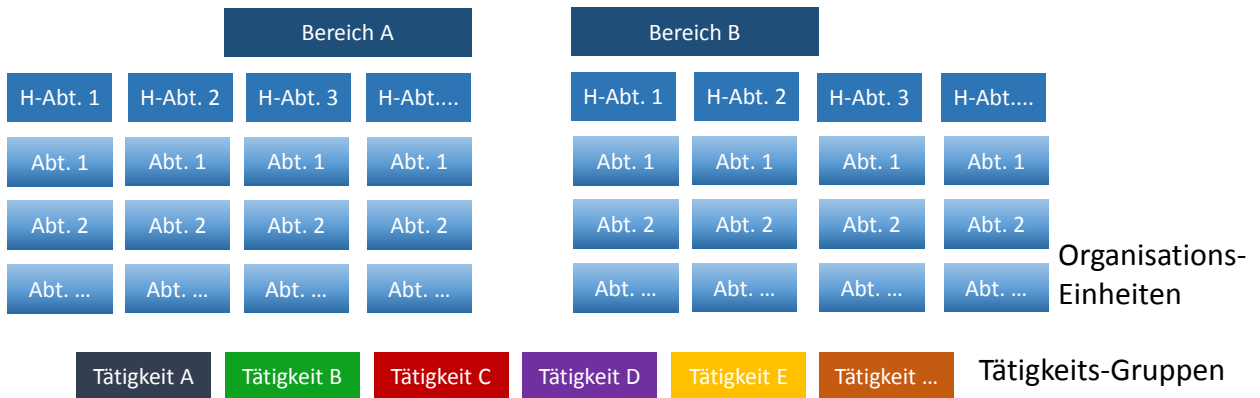 Bereich A Bereich B
H-Abt. 1 H-Abt. 2 H-Abt. 3 H-Abt.... H-Abt. 1 H-Abt. 2 H-Abt. 3 H-Abt....
Abt. 1 Abt. 1 Abt. 1 Abt. 1 Abt. 1 Abt. 1 Abt. 1 Abt. 1
Abt. 2 Abt. 2 Abt. 2 Abt. 2 Abt. 2 Abt. 2 Abt. 2 Abt. 2
Abt. ... Abt. ... Abt. ... Abt. ... Abt. ... Abt. ... Abt. ... Abt. ...
Organisations-
Einheiten
Tätigkeit A Tätigkeit B Tätigkeit C Tätigkeit D Tätigkeit E Tätigkeit ... Tätigkeits-Gruppen